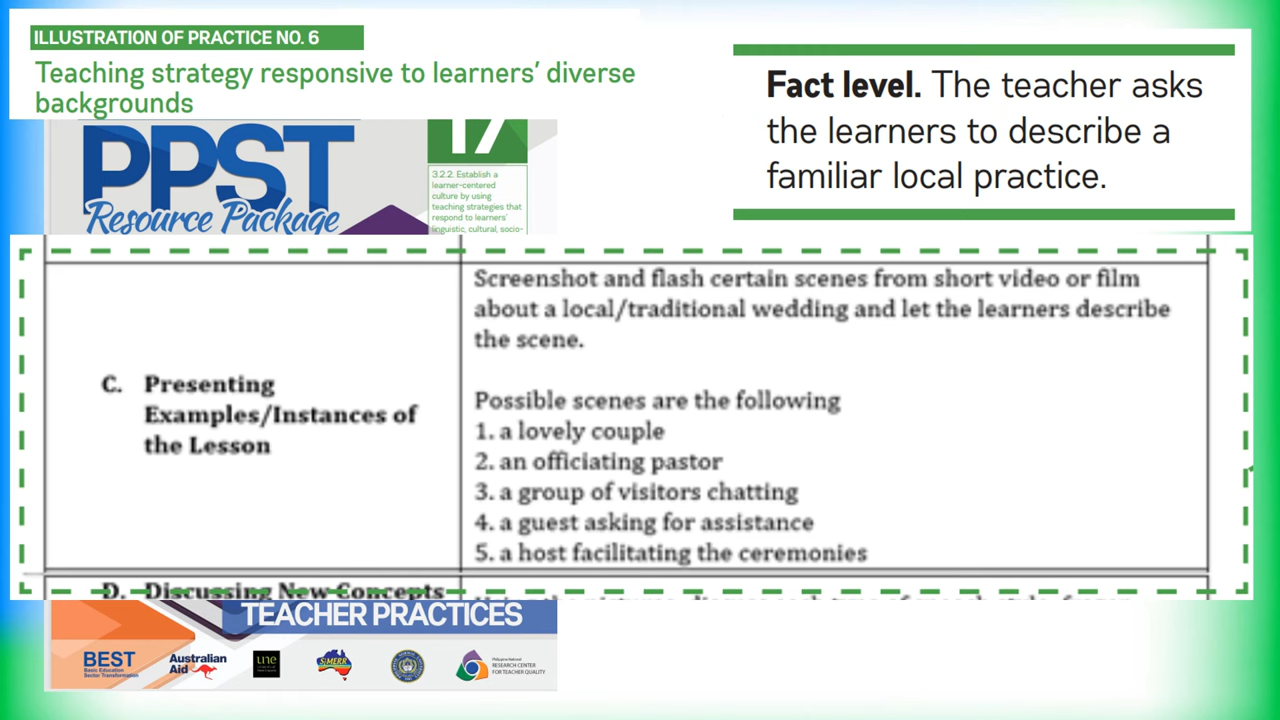 ILLUSTRATION OF PRACTICE NO. 6
Teaching strategy responsive to learners' diverse
backgrounds
Fact level. The teacher asks
the learners to describe a
familiar local practice.
PPST
Resource Package
17
3.2.2. Establish a
learner-centered
culture by using
teaching strategies that
respond to learners'
linguistic, cultural, socio-
Screenshot and flash certain scenes from short video or film
about a local/traditional wedding and let the learners describe
the scene.
C. Presenting
Examples/Instances of
the Lesson
Possible scenes are the following
1. a lovely couple
2. an officiating pastor
3. a group of visitors chatting
4. a guest asking for assistance
5. a host facilitating the ceremonies
D. Discussing New Concepts
TEACHER PRACTICES
BEST
Basic Education
Sector Transformation
Australian
Aid
une
SiMERR
Philippine National
RESEARCH CENTER
FOR TEACHER QUALITY